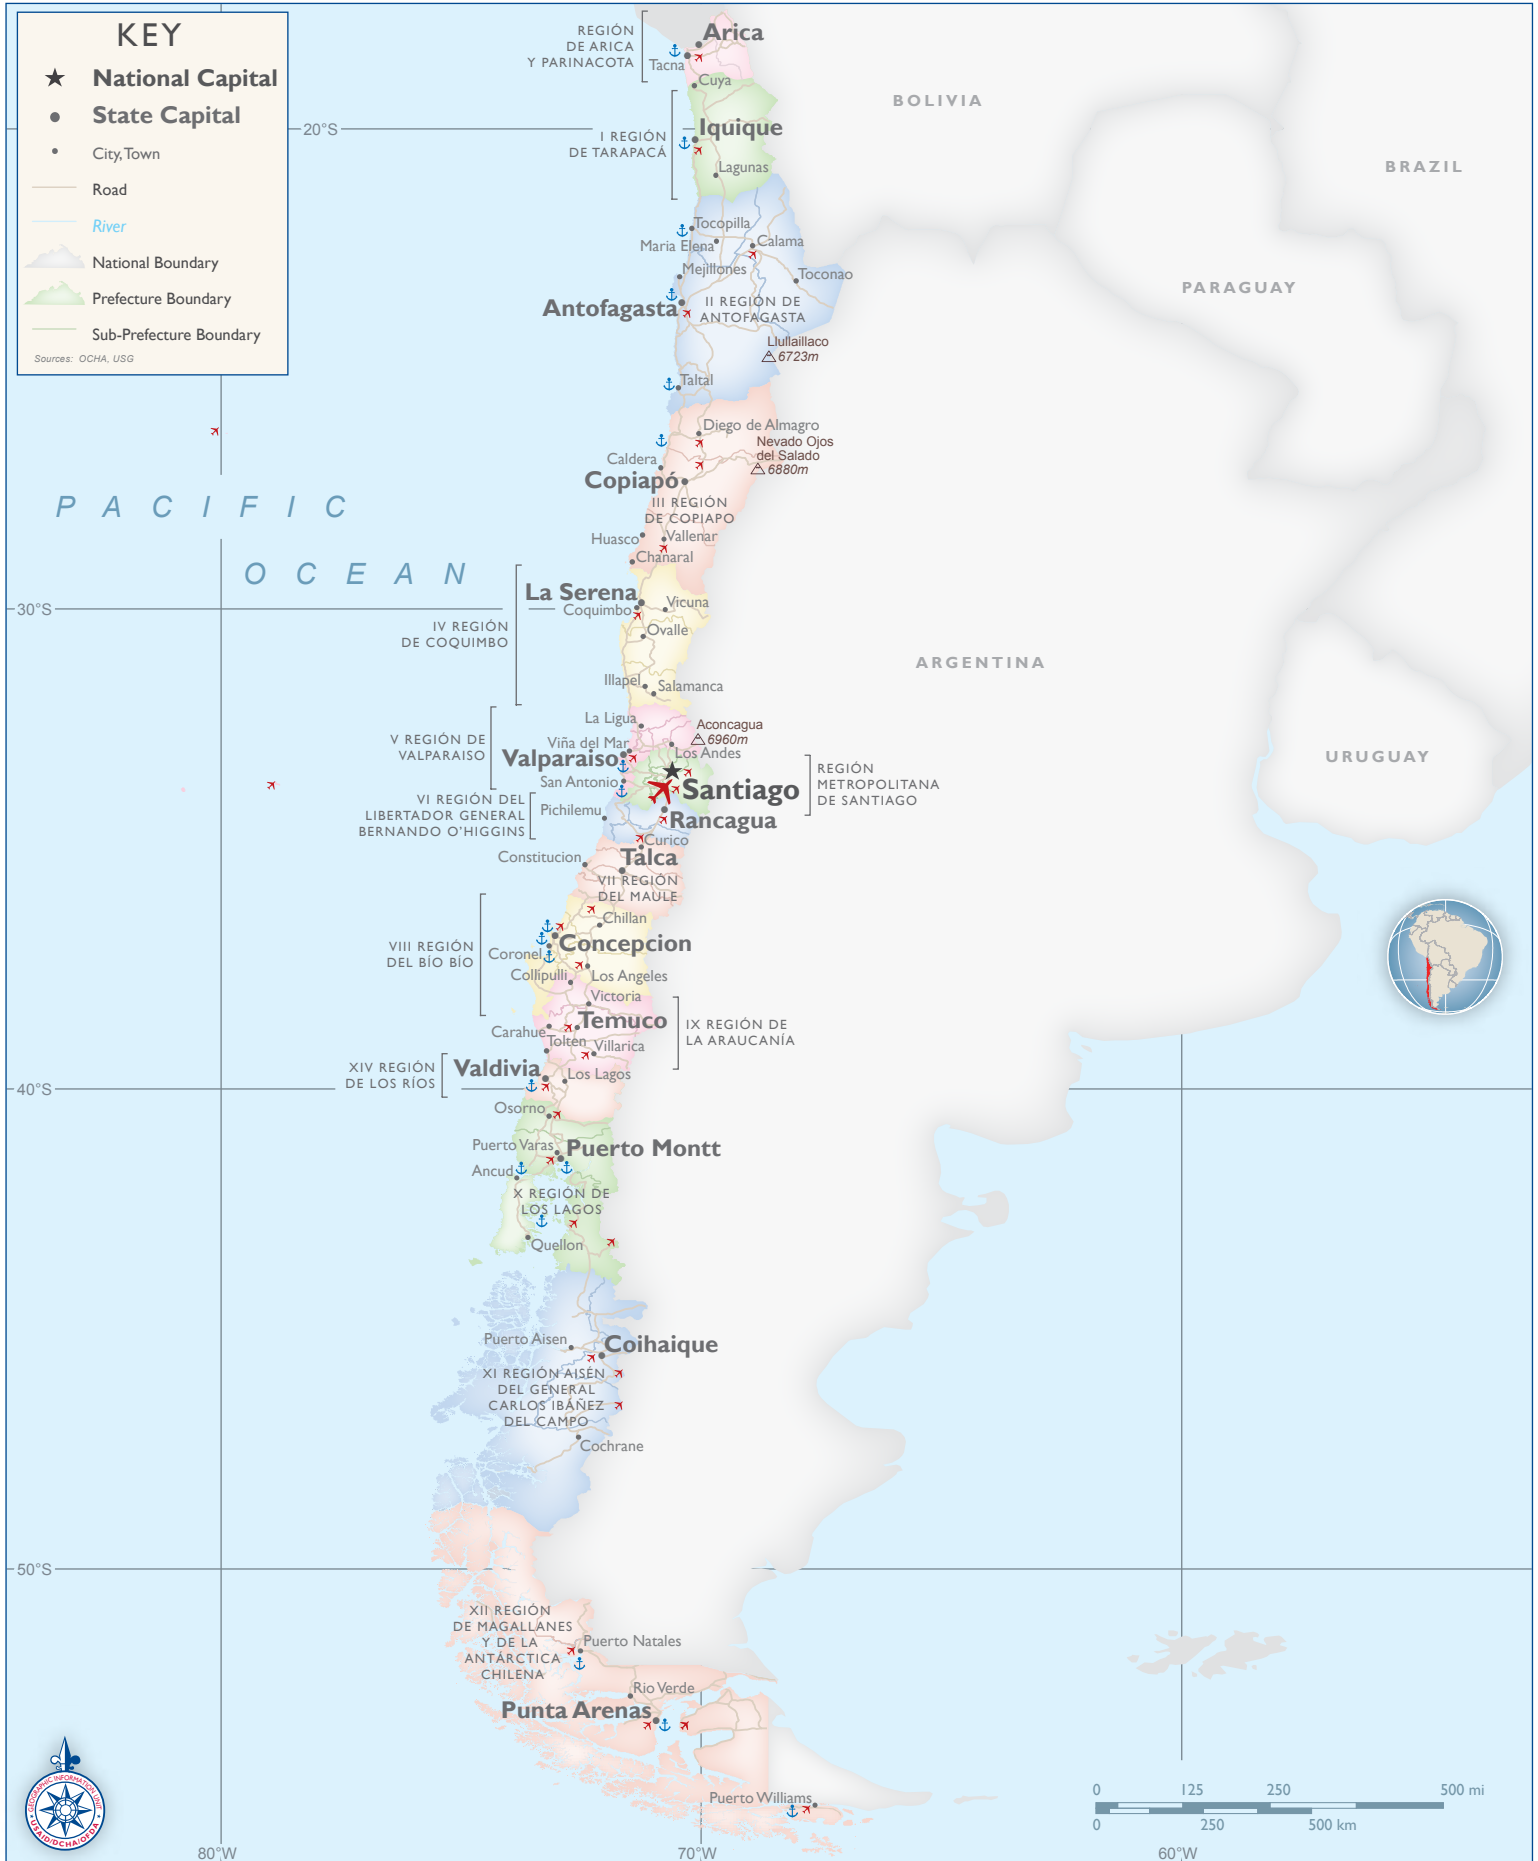 KEY
National Capital
State Capital
City,Town
Road
River
National Boundary
Prefecture Boundary
Sub-Prefecture Boundary
Sources: OCHA, USG
REGIÓN
DE ARICA
Y PARINACOTA
Arica
Tacna
Cuya
BOLIVIA
20°S
I REGIÓN
DE TARAPACÁ
Iquique
Lagunas
BRAZIL
Tocopilla
Maria Elena
Calama
Mejillones
Toconao
Antofagasta
II REGION DE
ANTOFAGASTA
PARAGUAY
Llullaillaco
6723m
Taltal
Diego de Almagro
Nevado Ojos
del Salado
6880m
Caldera
Copiapó
III REGIÓN
DE COPIAPO
PACIFIC
OCEAN
Huasco
Vallenar
Chanaral
La Serena
30°S
Coquimbo
Vicuna
IV REGIÓN
DE COQUIMBO
Ovalle
ARGENTINA
Illapel
Salamanca
La Ligua
Aconcagua
6960m
V REGIÓN DE
VALPARAISO
Viña del Mar
Los Andes
Valparaiso
URUGUAY
San Antonio
Santiago
REGIÓN
METROPOLITANA
DE SANTIAGO
VI REGIÓN DEL
LIBERTADOR GENERAL
BERNANDO O'HIGGINS
Pichilemu
Rancagua
Curico
Constitucion
Talca
VII REGIÓN
DEL MAULE
Chillan
VIII REGIÓN
DEL BÍO BÍO
Concepcion
Coronel
Collipulli
Los Angeles
Victoria
Temuco
IX REGIÓN DE
LA ARAUCANÍA
Carahue
Tolten
Villarica
XIV REGIÓN
DE LOS RÍOS
Valdivia
Los Lagos
40°S
Osorno
Puerto Varas
Puerto Montt
Ancud
X REGIÓN DE
LOS LAGOS
Quellon
Puerto Aisen
Coihaique
XI REGIÓN AISÉN
DEL GENERAL
CARLOS IBÁÑEZ
DEL CAMPO
Cochrane
50°S
XII REGIÓN
DE MAGALLANES
Y DE LA
ANTÁRCTICA
CHILENA
Puerto Natales
Rio Verde
Punta Arenas
Puerto Williams
0 125 250 500 mi
0 250 500 km
GEOGRAPHIC INFORMATION UNIT
USAID/DCHA/OFDA
80°W
70°W
60°W